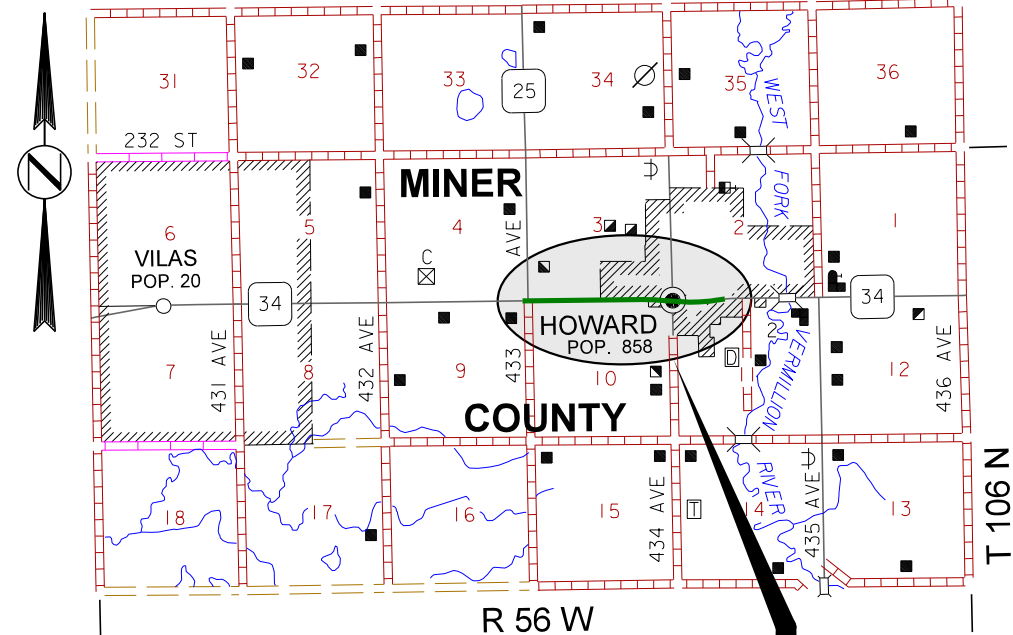 31
32
33
25
34
35
36
WEST
232 ST
N
FORK
MINER
C
6
5
4
3
2
1
AVE
VILAS
POP. 20
34
34
HOWARD
POP. 858
2
VERMILLION
D
7
431 AVE
8
432 AVE
9
433
10
12
436 AVE
COUNTY
RIVER
18
17
16
15
434 AVE
T
14
435 AVE
13
T 106 N
R 56 W
P